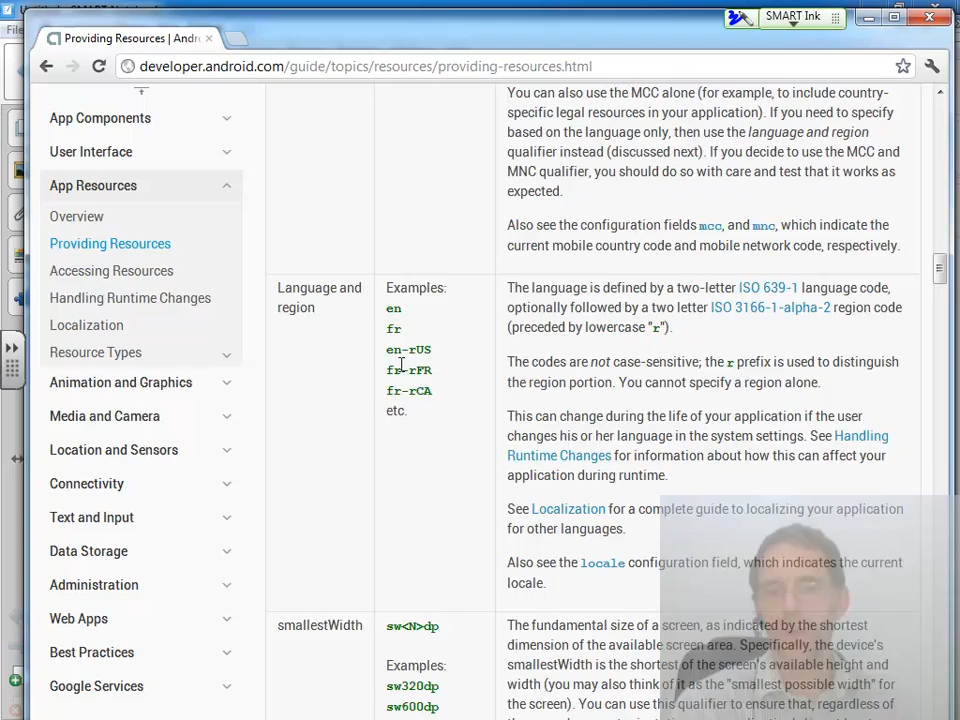 SMART Ink
File
Providing Resources | Andr
developer.android.com/guide/topics/resources/providing-resources.html
App Components
User Interface
App Resources
Overview
Providing Resources
Accessing Resources
Handling Runtime Changes
Localization
Resource Types
Animation and Graphics
Media and Camera
Location and Sensors
Connectivity
Text and Input
Data Storage
Administration
Web Apps
Best Practices
Google Services
You can also use the MCC alone (for example, to include country-
specific legal resources in your application). If you need to specify
based on the language only, then use the language and region
qualifier instead (discussed next). If you decide to use the MCC and
MNC qualifier, you should do so with care and test that it works as
expected.
Also see the configuration fields mcc, and mnc, which indicate the
current mobile country code and mobile network code, respectively.
Language and
region
Examples:
en
fr
en-rUS
fr-rFR
fr-rCA
etc.
The language is defined by a two-letter ISO 639-1 language code,
optionally followed by a two letter ISO 3166-1-alpha-2 region code
(preceded by lowercase "r").
The codes are not case-sensitive; the r prefix is used to distinguish
the region portion. You cannot specify a region alone.
This can change during the life of your application if the user
changes his or her language in the system settings. See Handling
Runtime Changes for information about how this can affect your
application during runtime.
See Localization for a complete guide to localizing your application
for other languages.
Also see the locale configuration field, which indicates the current
locale.
smallestWidth
sw<N>dp
Examples:
sw320dp
sw600dp
The fundamental size of a screen, as indicated by the shortest
dimension of the available screen area. Specifically, the device's
smallestWidth is the shortest of the screen's available height and
width (you may also think of it as the "smallest possible width" for
the screen). You can use this qualifier to ensure that, regardless of